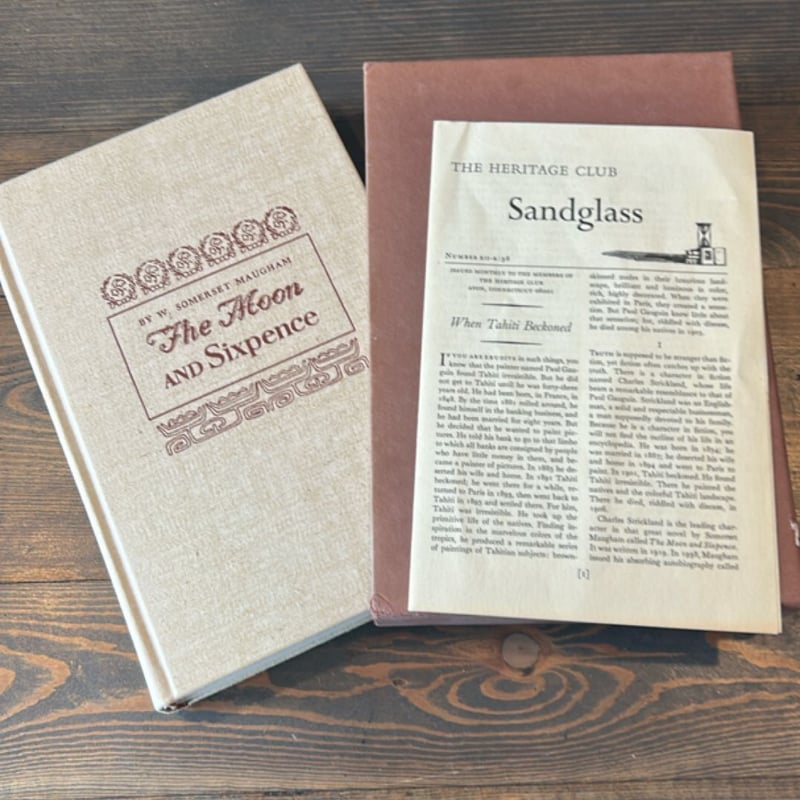 BY W. SOMERSET MAUGHAM
The Moon
AND Sixpence
THE HERITAGE CLUB
Sandglass
ISSUED MONTHLY TO THE MEMBERS OF
THE HERITAGE CLUB
AVON, CONNECTICUT 06001
When Tahiti Beckoned
IF YOU ARE ERUDITE in such things, you
know that the painter named Paul Gau-
guin found Tahiti irresistible. But he did
not get to Tahiti until he was forty-three
years old. He had been born, in France, in
1848. By the time 1881 rolled around, he
found himself in the banking business, and
he had been married for eight years. But
he decided that he wanted to paint pic-
tures. He told his bank to go to that limbo
to which all banks are consigned by people
who have little money in them, and be-
came a painter of pictures. In 1885 he de-
serted his wife and home. In 1891 Tahiti
beckoned; he went there for a while, re-
turned to Paris in 1893, then went back to
Tahiti in 1895 and settled there. For him,
Tahiti was irresistible. He took up the
primitive life of the natives. Finding in-
spiration in the marvelous colors of the
tropics, he produced a remarkable series
of paintings of Tahitian subjects: brown-
skinned nudes in their luxurious land-
scape, brilliant and luminous in color,
rich, highly decorated. When they were
exhibited in Paris, they created a sensa-
tion. But Paul Gauguin knew little about
that sensation; for, riddled with disease,
he died among his natives in 1903.
I
TRUTH is supposed to be stranger than fic-
tion, yet fiction often catches up with the
truth. There is a character in fiction
named Charles Strickland, whose life
bears a remarkable resemblance to that of
Paul Gauguin. Strickland was an English-
man, a solid and respectable businessman,
a man supposedly devoted to his family.
Because he is a character in fiction, you
will not find the outline of his life in an
encyclopedia. He was born in
was married in he deserted his wife
and home in and went to Paris to
paint. In 1901, Tahiti beckoned. He found
Tahiti irresistible. There he painted the
natives and the colorful Tahiti landscape.
There he died, riddled with disease, in
Charles Strickland is the leading char-
acter in that great novel by Somerset
Maugham called The Moon and Sixpence.
It was written in 1919. In 1938, Maugham
issued his absorbing autobiography called
[1]